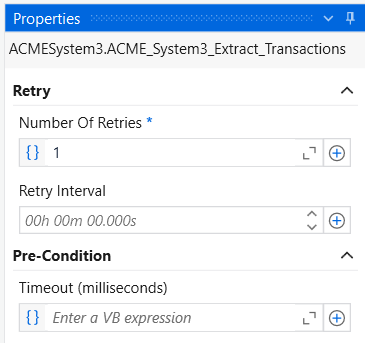 Properties
ACMESystem3.ACME_System3_Extract_Transactions
Retry
Number Of Retries *
{} 1
Retry Interval
00h 00m 00.000s
Pre-Condition
Timeout (milliseconds)
{} Enter a VB expression